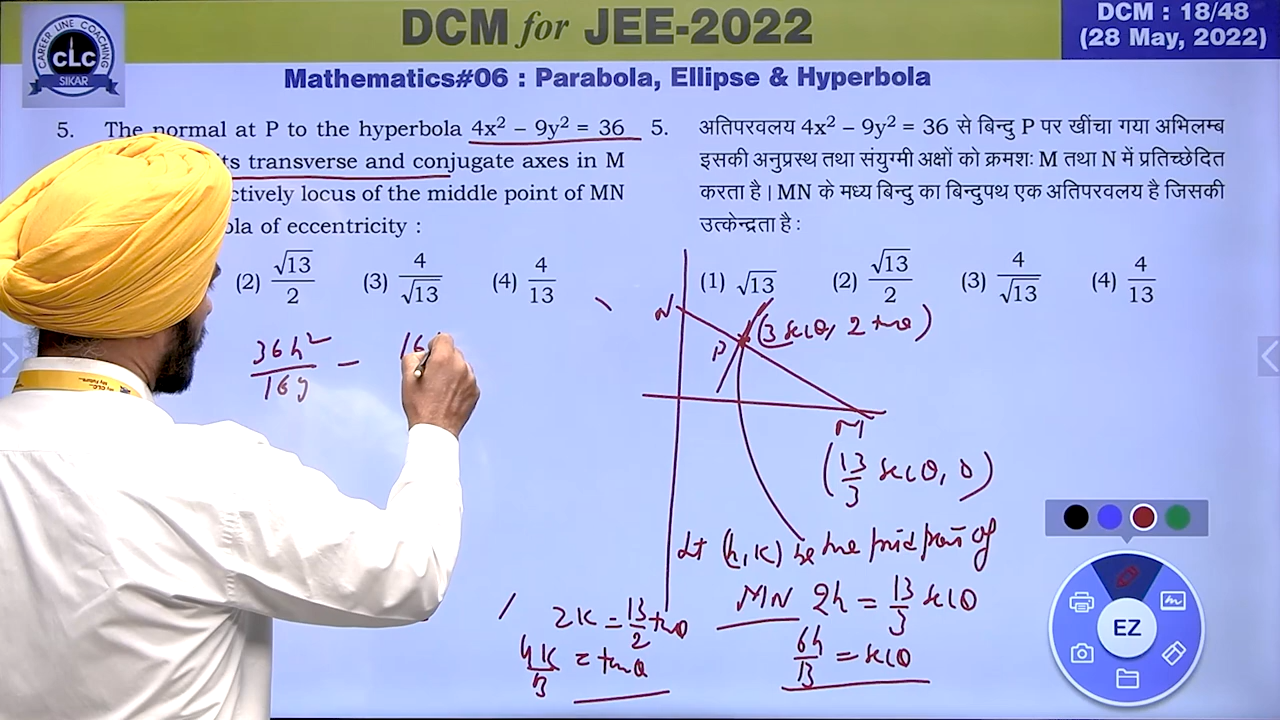 CAREER LINE COACHING
CLC
SIKAR
DCM for JEE-2022
DCM : 18/48
(28 May, 2022)
Mathematics#06 : Parabola, Ellipse & Hyperbola
5. The normal at P to the hyperbola 4x² – 9y² = 36
ts transverse and conjugate axes in M
ctively locus of the middle point of MN
ola of eccentricity :
(2) √13/2 (3) 4/√13 (4) 4/13
5. अतिपरवलय 4x² – 9y² = 36 से बिन्दु P पर खींचा गया अभिलम्ब
इसकी अनुप्रस्थ तथा संयुग्मी अक्षों को क्रमशः M तथा N में प्रतिच्छेदित
करता है। MN के मध्य बिन्दु का बिन्दुपथ एक अतिपरवलय है जिसकी
उत्केन्द्रता है :
(1) √13 (2) √13/2 (3) 4/√13 (4) 4/13
36h²/169 – 16
N
P (3 secθ, 2 tanθ)
M
(13/3 secθ, 0)
Let (h, k) be the mid point of
MN 2h = 13/3 secθ
6h/13 = secθ
2k = 13/2 tanθ
4k/13 = tanθ
EZ